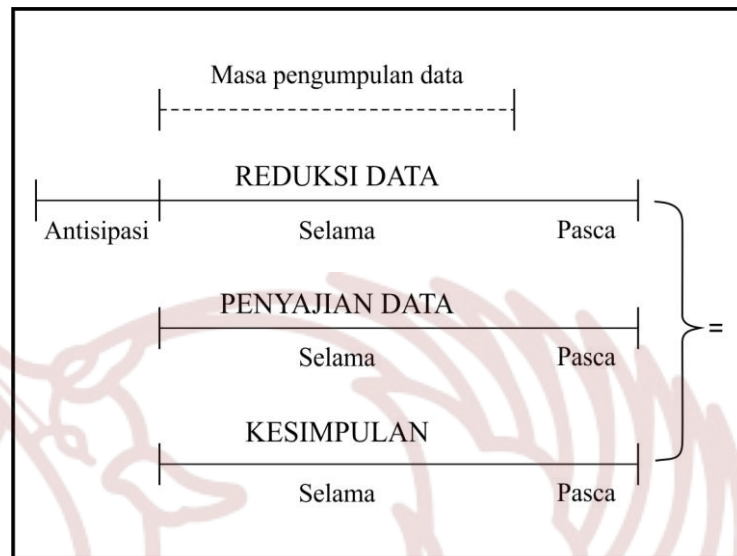 Masa pengumpulan data
REDUKSI DATA
Antisipasi Selama Pasca
PENYAJIAN DATA
=
Selama Pasca
KESIMPULAN
Selama Pasca